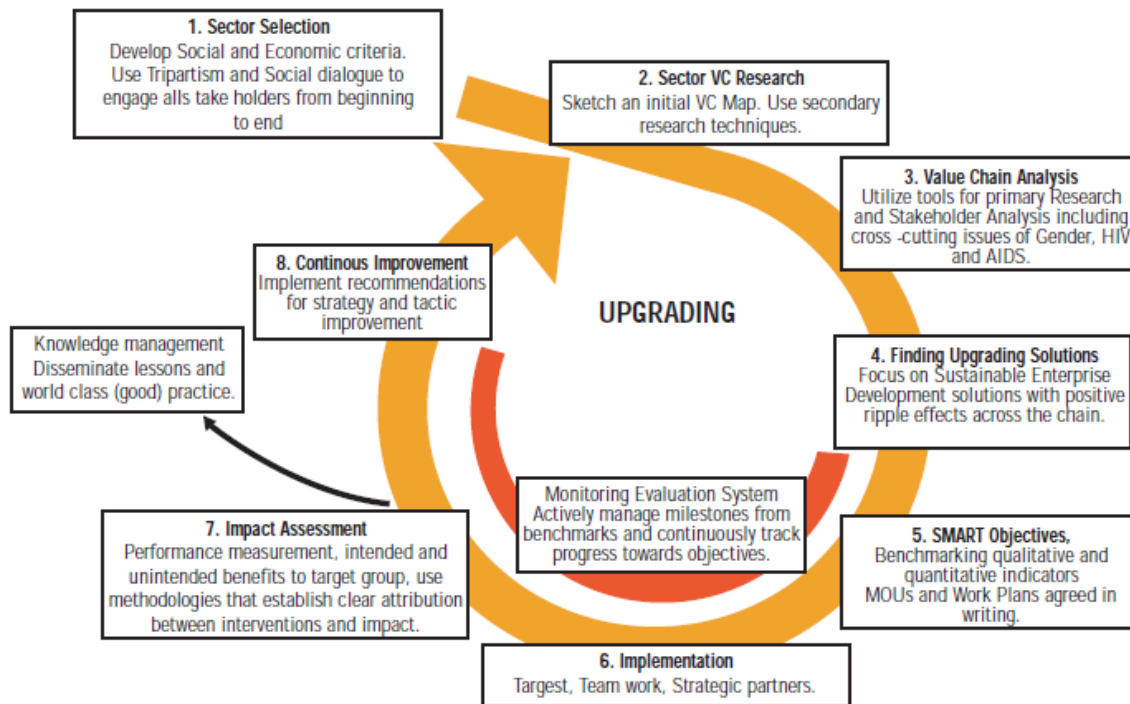 1. Sector Selection
Develop Social and Economic criteria.
Use Tripartism and Social dialogue to
engage alls take holders from beginning
to end
2. Sector VC Research
Sketch an initial VC Map. Use secondary
research techniques.
3. Value Chain Analysis
Utilize tools for primary Research
and Stakeholder Analysis including
cross -cutting issues of Gender, HIV
and AIDS.
UPGRADING
4. Finding Upgrading Solutions
Focus on Sustainable Enterprise
Development solutions with positive
ripple effects across the chain.
5. SMART Objectives,
Benchmarking qualitative and
quantitative indicators
MOUs and Work Plans agreed in
writing.
Monitoring Evaluation System
Actively manage milestones from
benchmarks and continuously track
progress towards objectives.
6. Implementation
Targest, Team work, Strategic partners.
7. Impact Assessment
Performance measurement, intended and
unintended benefits to target group, use
methodologies that establish clear attribution
between interventions and impact.
Knowledge management
Disseminate lessons and
world class (good) practice.
8. Continous Improvement
Implement recommendations
for strategy and tactic
improvement